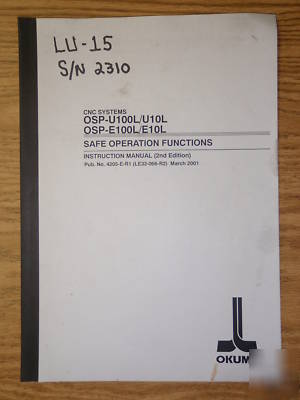 LU-15
S/N 2310
CNC SYSTEMS
OSP-U100L/U10L
OSP-E100L/E10L
SAFE OPERATION FUNCTIONS
INSTRUCTION MANUAL (2nd Edition)
Pub. No. 4205-E-R1 (LE33-066-R2) March 2001
OKUM